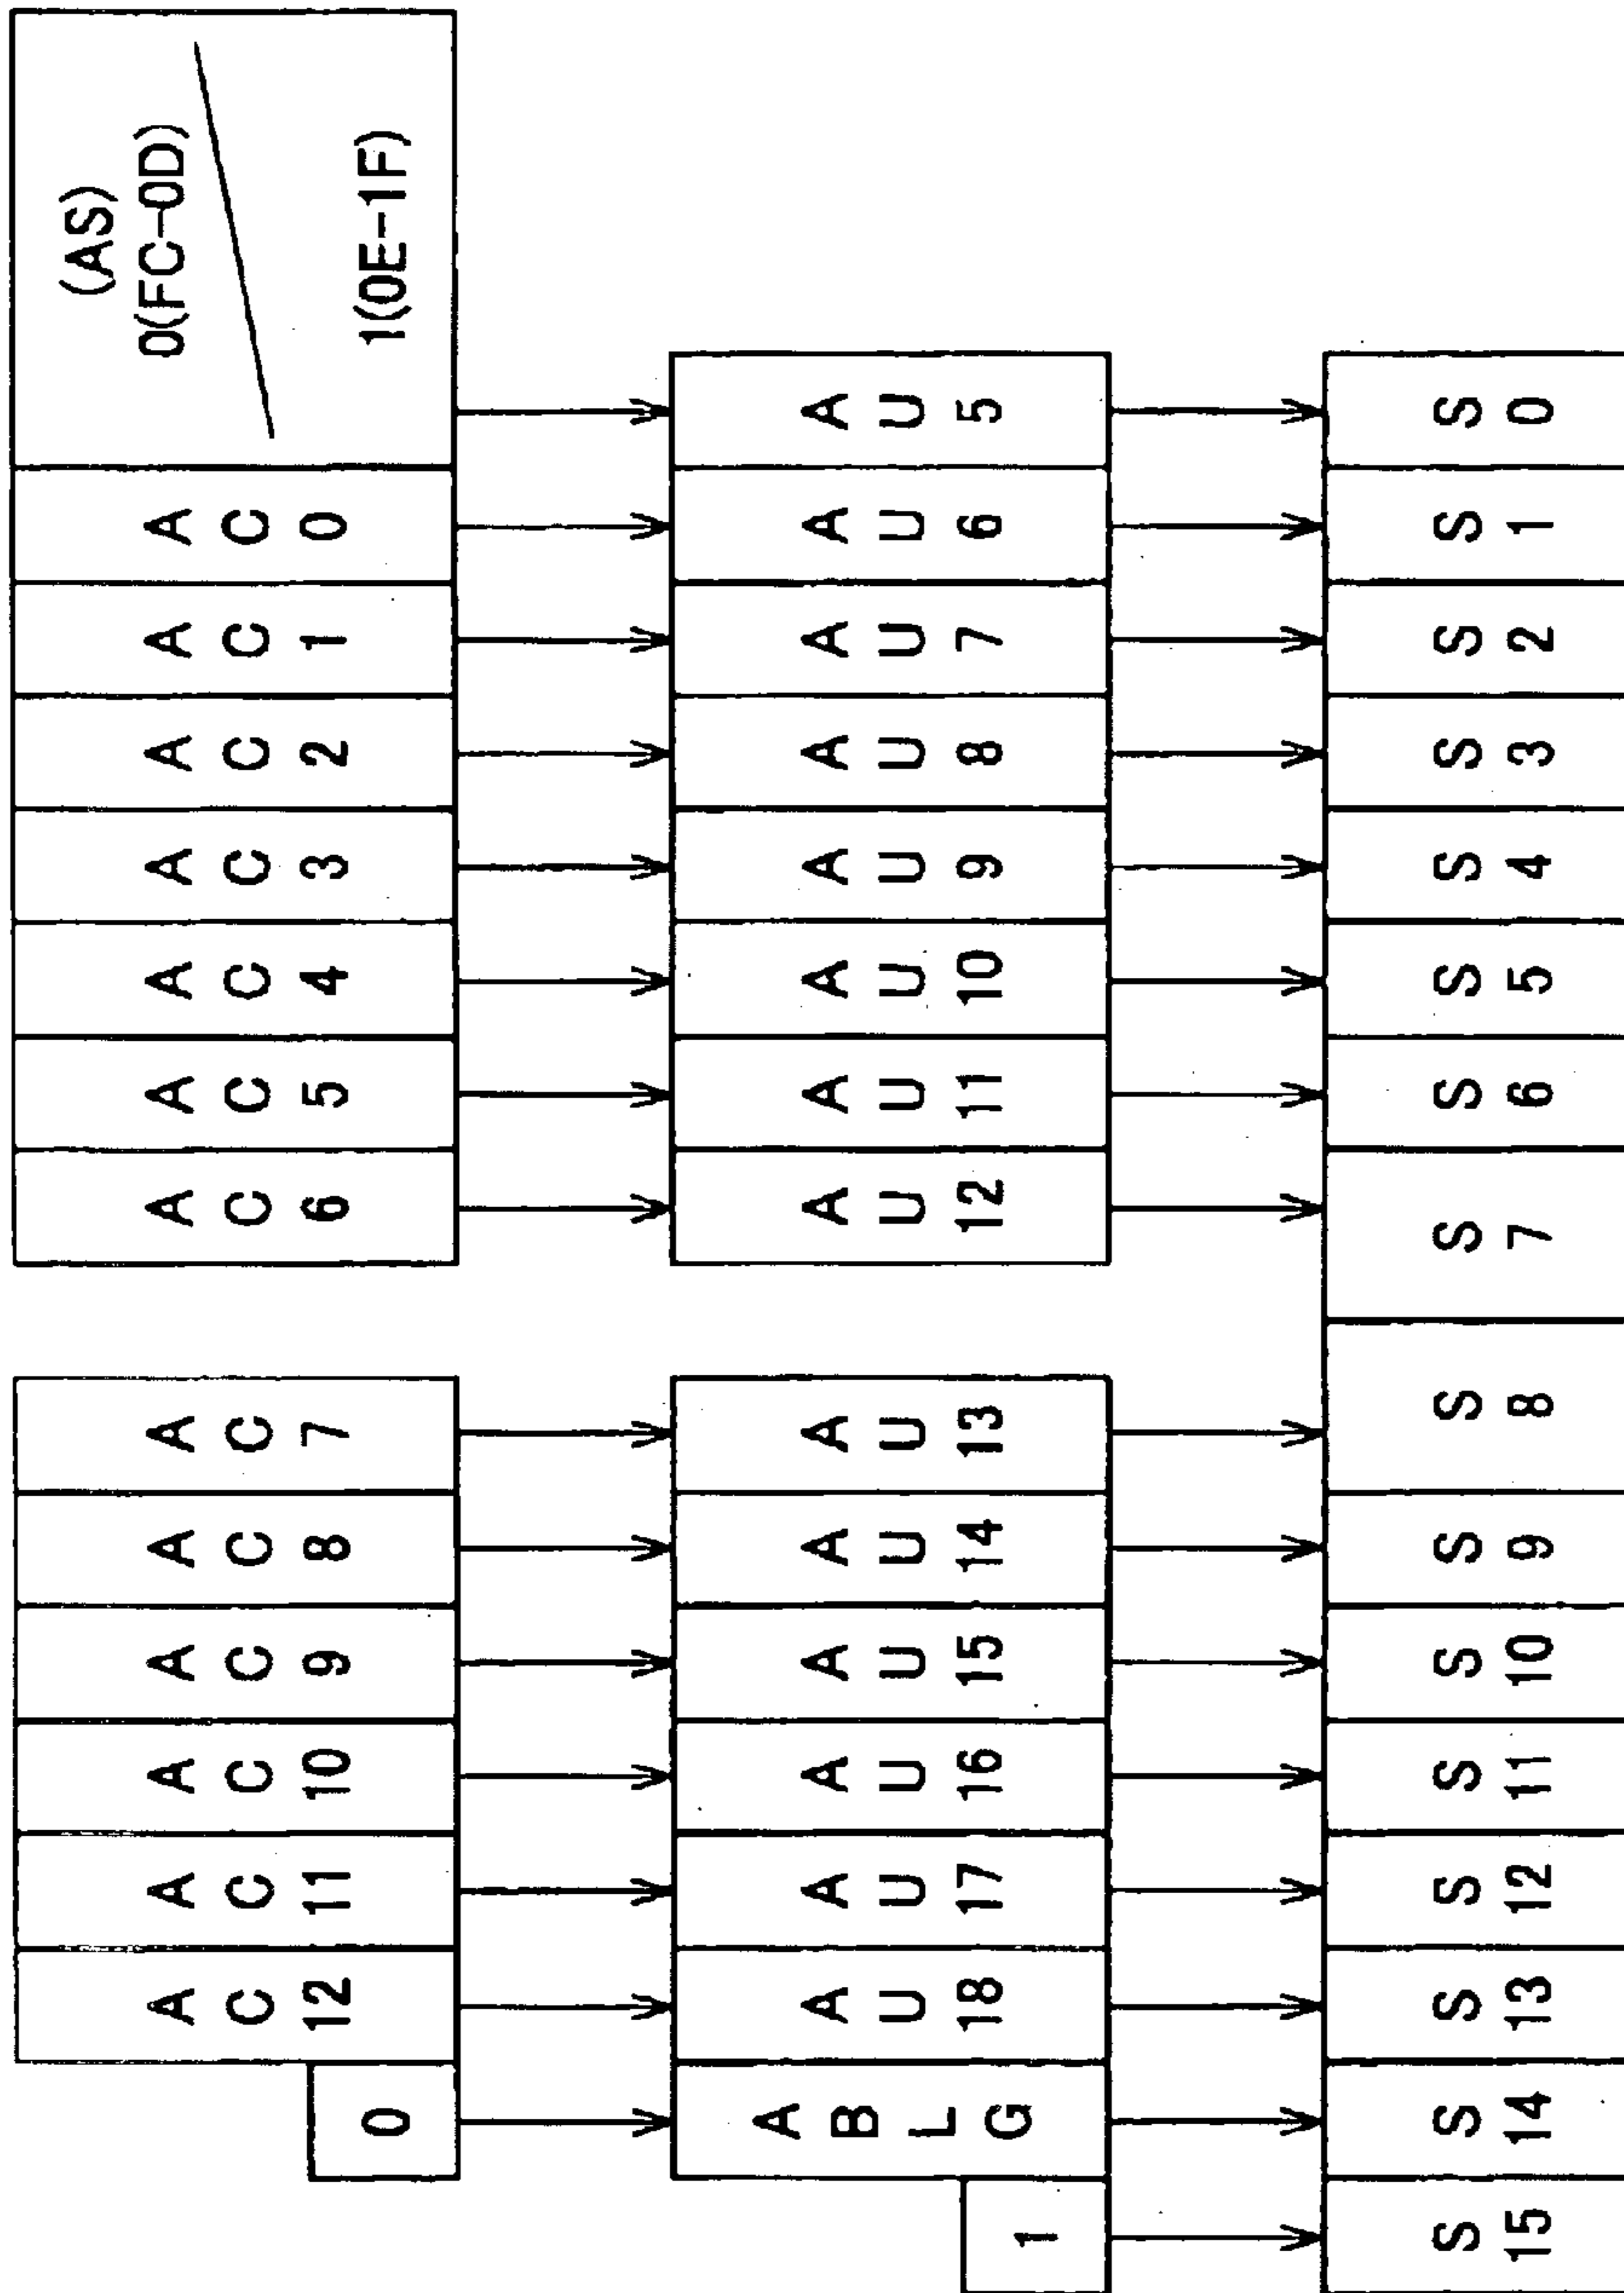 0
AC12
AC11
AC10
AC9
AC8
AC7
AC6
AC5
AC4
AC3
AC2
AC1
AC0
(AS)
0(FC-0D)
1(0E-1F)
1
ABLG
AU18
AU17
AU16
AU15
AU14
AU13
AU12
AU11
AU10
AU9
AU8
AU7
AU6
AU5
S15
S14
S13
S12
S11
S10
S9
S8
S7
S6
S5
S4
S3
S2
S1
S0